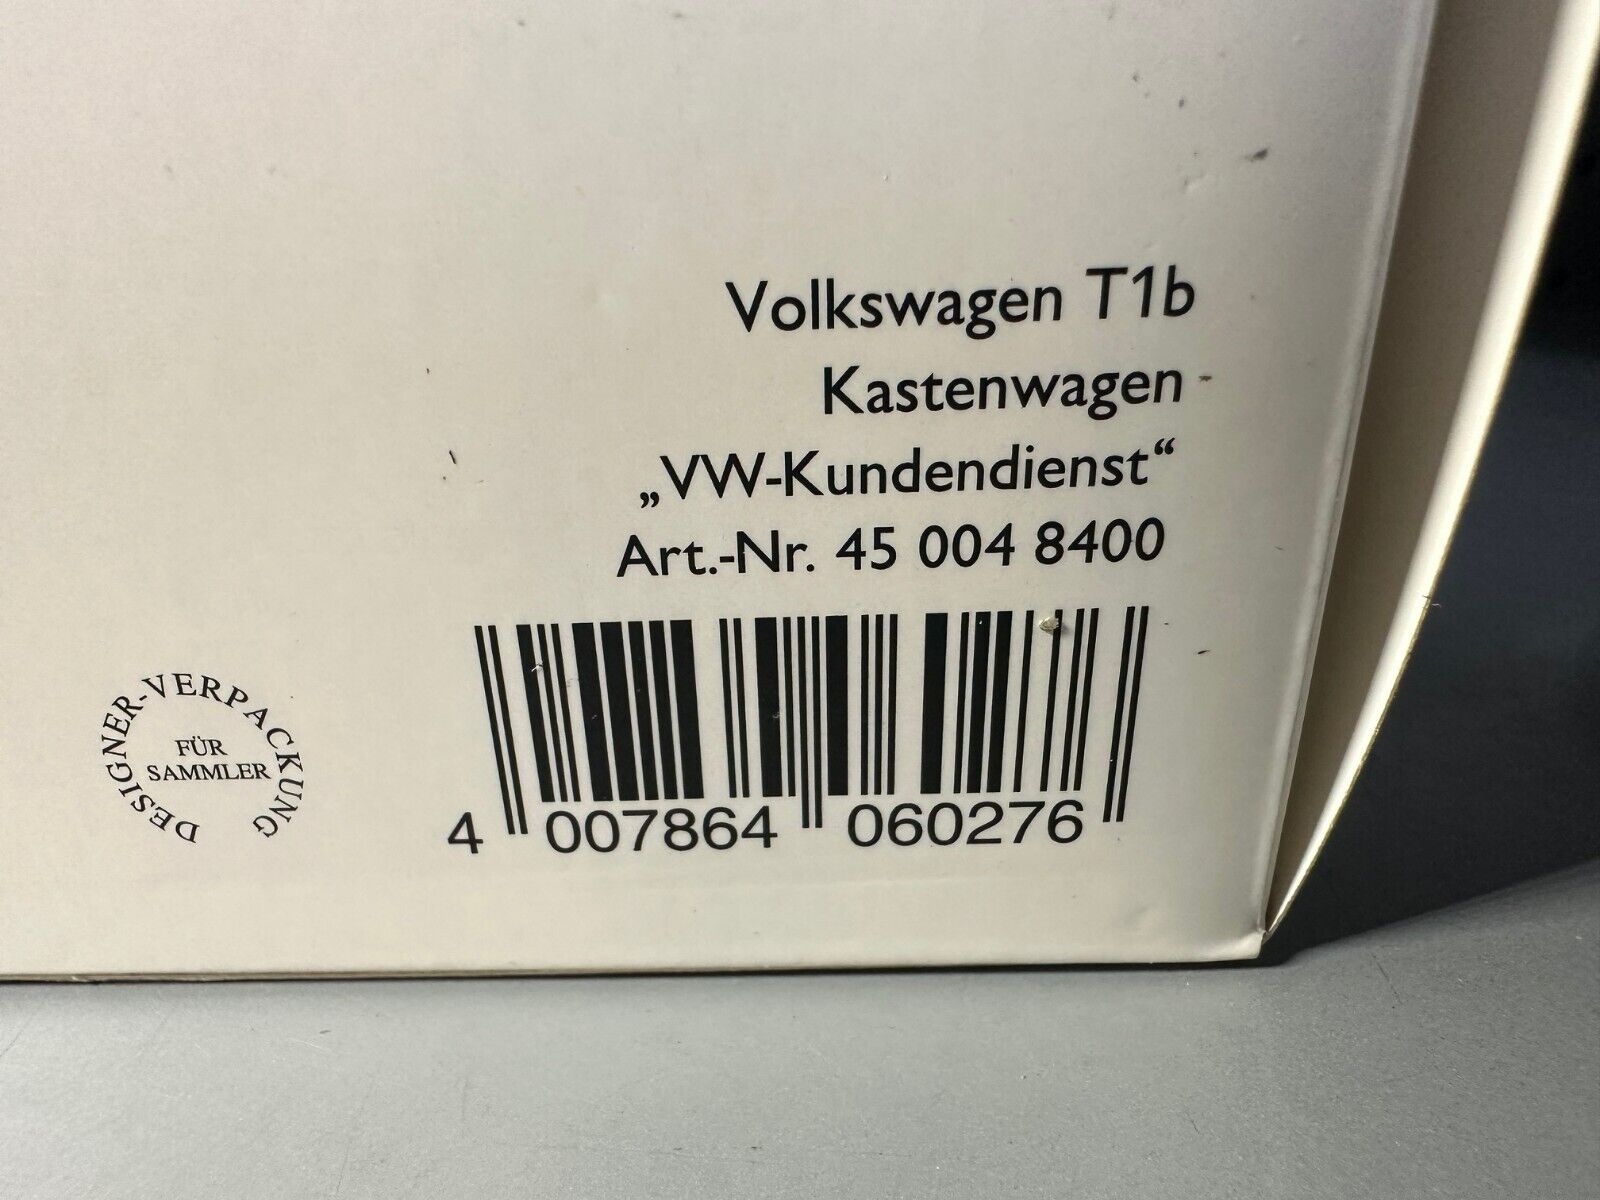 Volkswagen T1b
Kastenwagen
„VW-Kundendienst“
Art.-Nr. 45 004 8400
4 007864 060276
DESIGNER-VERPACKUNG
FÜR
SAMMLER